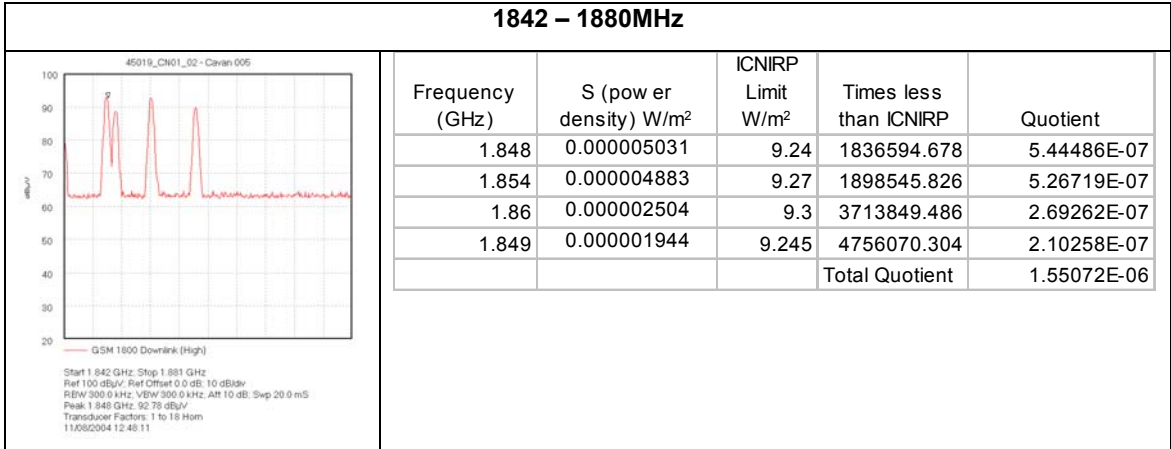 1842 – 1880MHz
45019_CN01_02 - Cavan 005
100
90
80
70
60
50
40
30
20
dBµV
GSM 1800 Downlink (High)
Start 1.842 GHz; Stop 1.881 GHz
Ref 100 dBµV; Ref Offset 0.0 dB; 10 dB/div
RBW 300.0 kHz; VBW 300.0 kHz; Att 10 dB; Swp 20.0 mS
Peak 1.848 GHz, 92.78 dBµV
Transducer Factors: 1 to 18 Horn
11/08/2004 12:48:11
Frequency (GHz) S (pow er density) W/m² ICNIRP Limit W/m² Times less than ICNIRP Quotient
1.848 0.000005031 9.24 1836594.678 5.44486E-07
1.854 0.000004883 9.27 1898545.826 5.26719E-07
1.86 0.000002504 9.3 3713849.486 2.69262E-07
1.849 0.000001944 9.245 4756070.304 2.10258E-07
Total Quotient 1.55072E-06